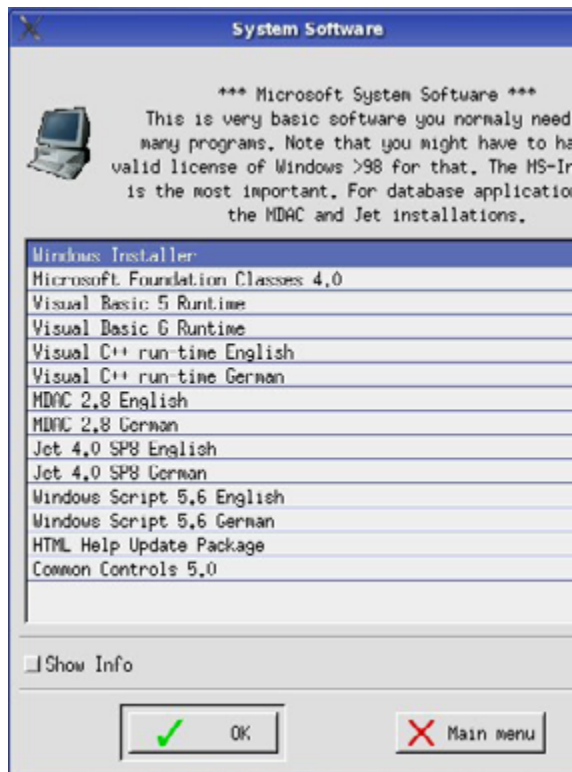 System Software
*** Microsoft System Software ***
This is very basic software you normaly need
many programs. Note that you might have to ha
valid license of Windows >98 for that. The MS-In
is the most important. For database applicatio
the MDAC and Jet installations.
Windows Installer
Microsoft Foundation Classes 4.0
Visual Basic 5 Runtime
Visual Basic 6 Runtime
Visual C++ run-time English
Visual C++ run-time German
MDAC 2.8 English
MDAC 2.8 German
Jet 4.0 SP8 English
Jet 4.0 SP8 German
Windows Script 5.6 English
Windows Script 5.6 German
HTML Help Update Package
Common Controls 5.0
Show Info
OK
Main menu